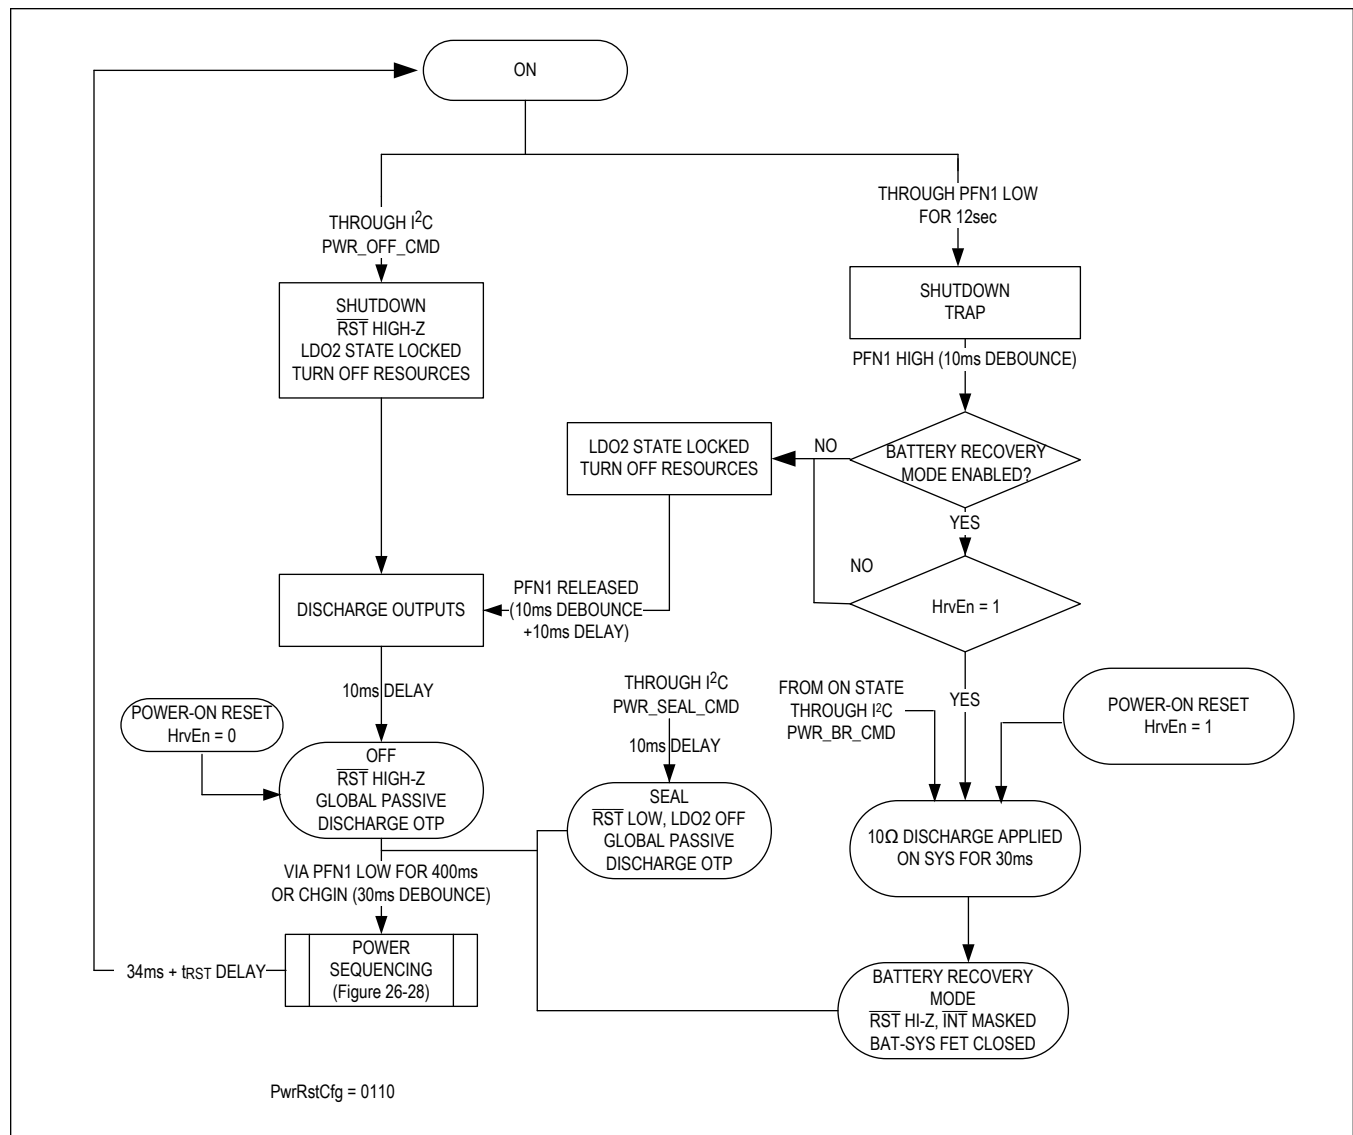 ON
THROUGH I²C
PWR_OFF_CMD
THROUGH PFN1 LOW
FOR 12sec
SHUTDOWN
RST HIGH-Z
LDO2 STATE LOCKED
TURN OFF RESOURCES
SHUTDOWN
TRAP
PFN1 HIGH (10ms DEBOUNCE)
LDO2 STATE LOCKED
TURN OFF RESOURCES
NO
BATTERY RECOVERY
MODE ENABLED?
YES
NO
HrvEn = 1
DISCHARGE OUTPUTS
PFN1 RELEASED
(10ms DEBOUNCE
+10ms DELAY)
10ms DELAY
THROUGH I²C
PWR_SEAL_CMD
10ms DELAY
FROM ON STATE
THROUGH I²C
PWR_BR_CMD
YES
POWER-ON RESET
HrvEn = 1
POWER-ON RESET
HrvEn = 0
OFF
RST HIGH-Z
GLOBAL PASSIVE
DISCHARGE OTP
SEAL
RST LOW, LDO2 OFF
GLOBAL PASSIVE
DISCHARGE OTP
10Ω DISCHARGE APPLIED
ON SYS FOR 30ms
VIA PFN1 LOW FOR 400ms
OR CHGIN (30ms DEBOUNCE)
34ms + tRST DELAY
POWER
SEQUENCING
(Figure 26-28)
BATTERY RECOVERY
MODE
RST HI-Z, INT MASKED
BAT-SYS FET CLOSED
PwrRstCfg = 0110